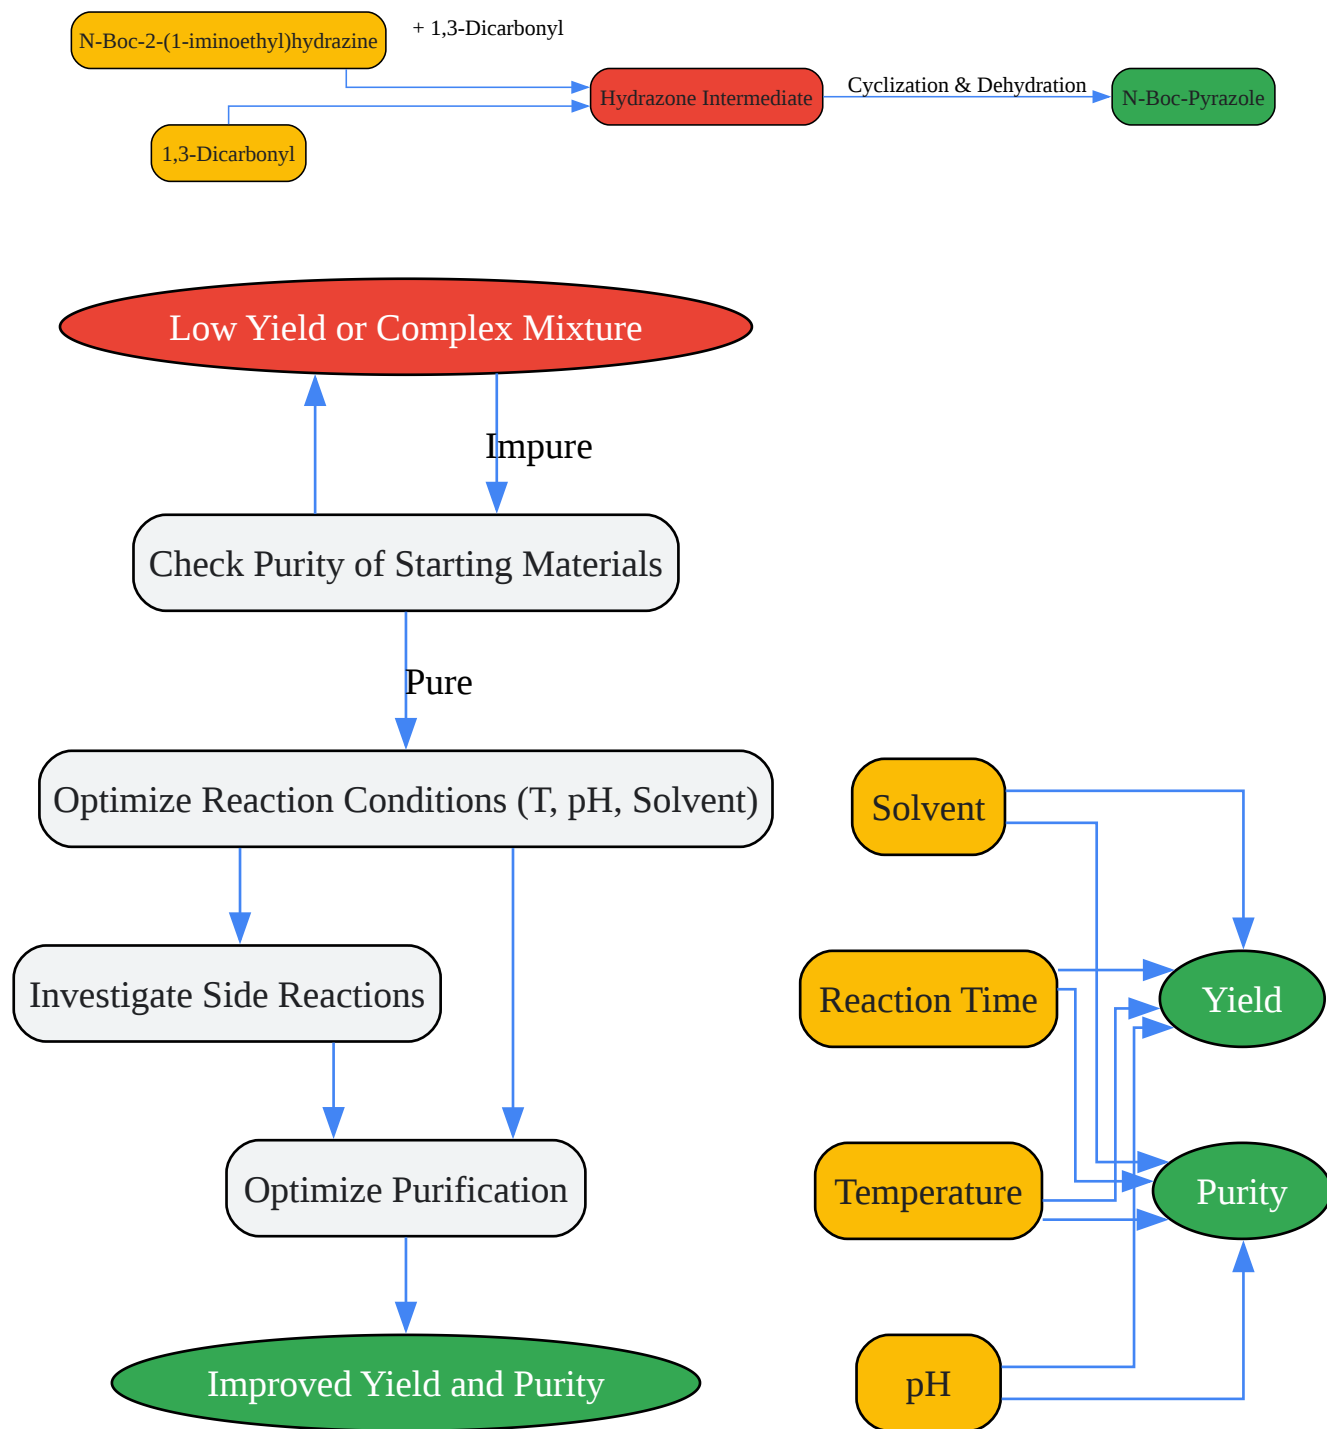 N-Boc-2-(1-iminoethyl)hydrazine
+ 1,3-Dicarbonyl
Hydrazone Intermediate
Cyclization & Dehydration
N-Boc-Pyrazole
1,3-Dicarbonyl
Low Yield or Complex Mixture
Impure
Check Purity of Starting Materials
Pure
Optimize Reaction Conditions (T, pH, Solvent)
Investigate Side Reactions
Optimize Purification
Improved Yield and Purity
Solvent
Reaction Time
Yield
Temperature
Purity
pH